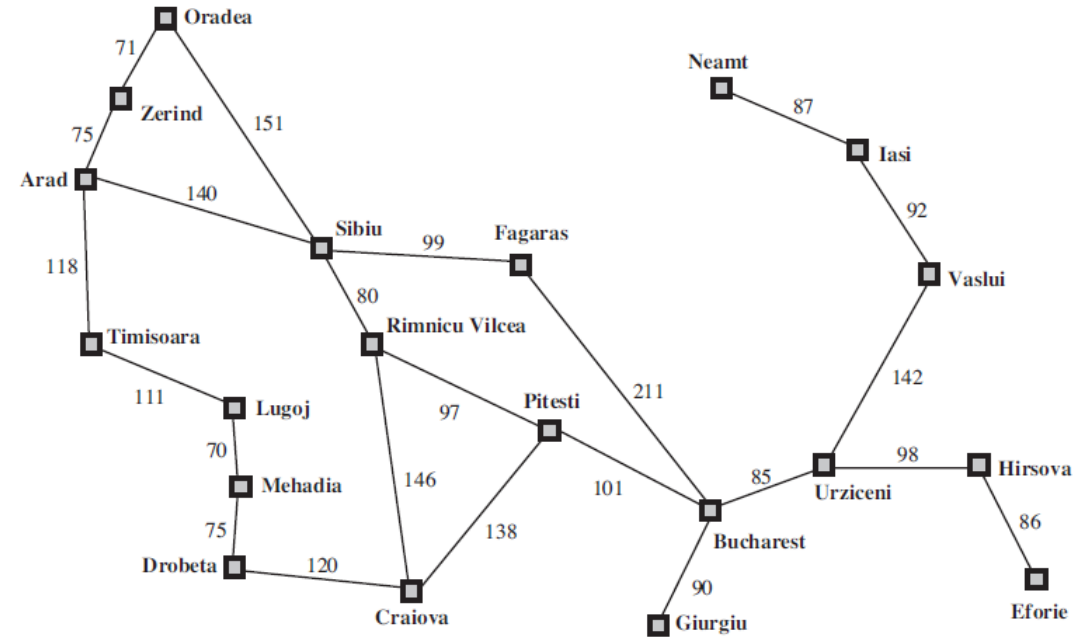 Oradea
71
Neamt
87
Zerind
151
75
Iasi
Arad
140
92
Sibiu
99
Fagaras
118
Vaslui
80
Timisoara
Rimnicu Vilcea
142
111
211
Lugoj
97
Pitesti
70
98
Hirsova
Mehadia
146
101
85
Urziceni
75
138
86
Bucharest
Drobeta
120
90
Craiova
Giurgiu
Eforie